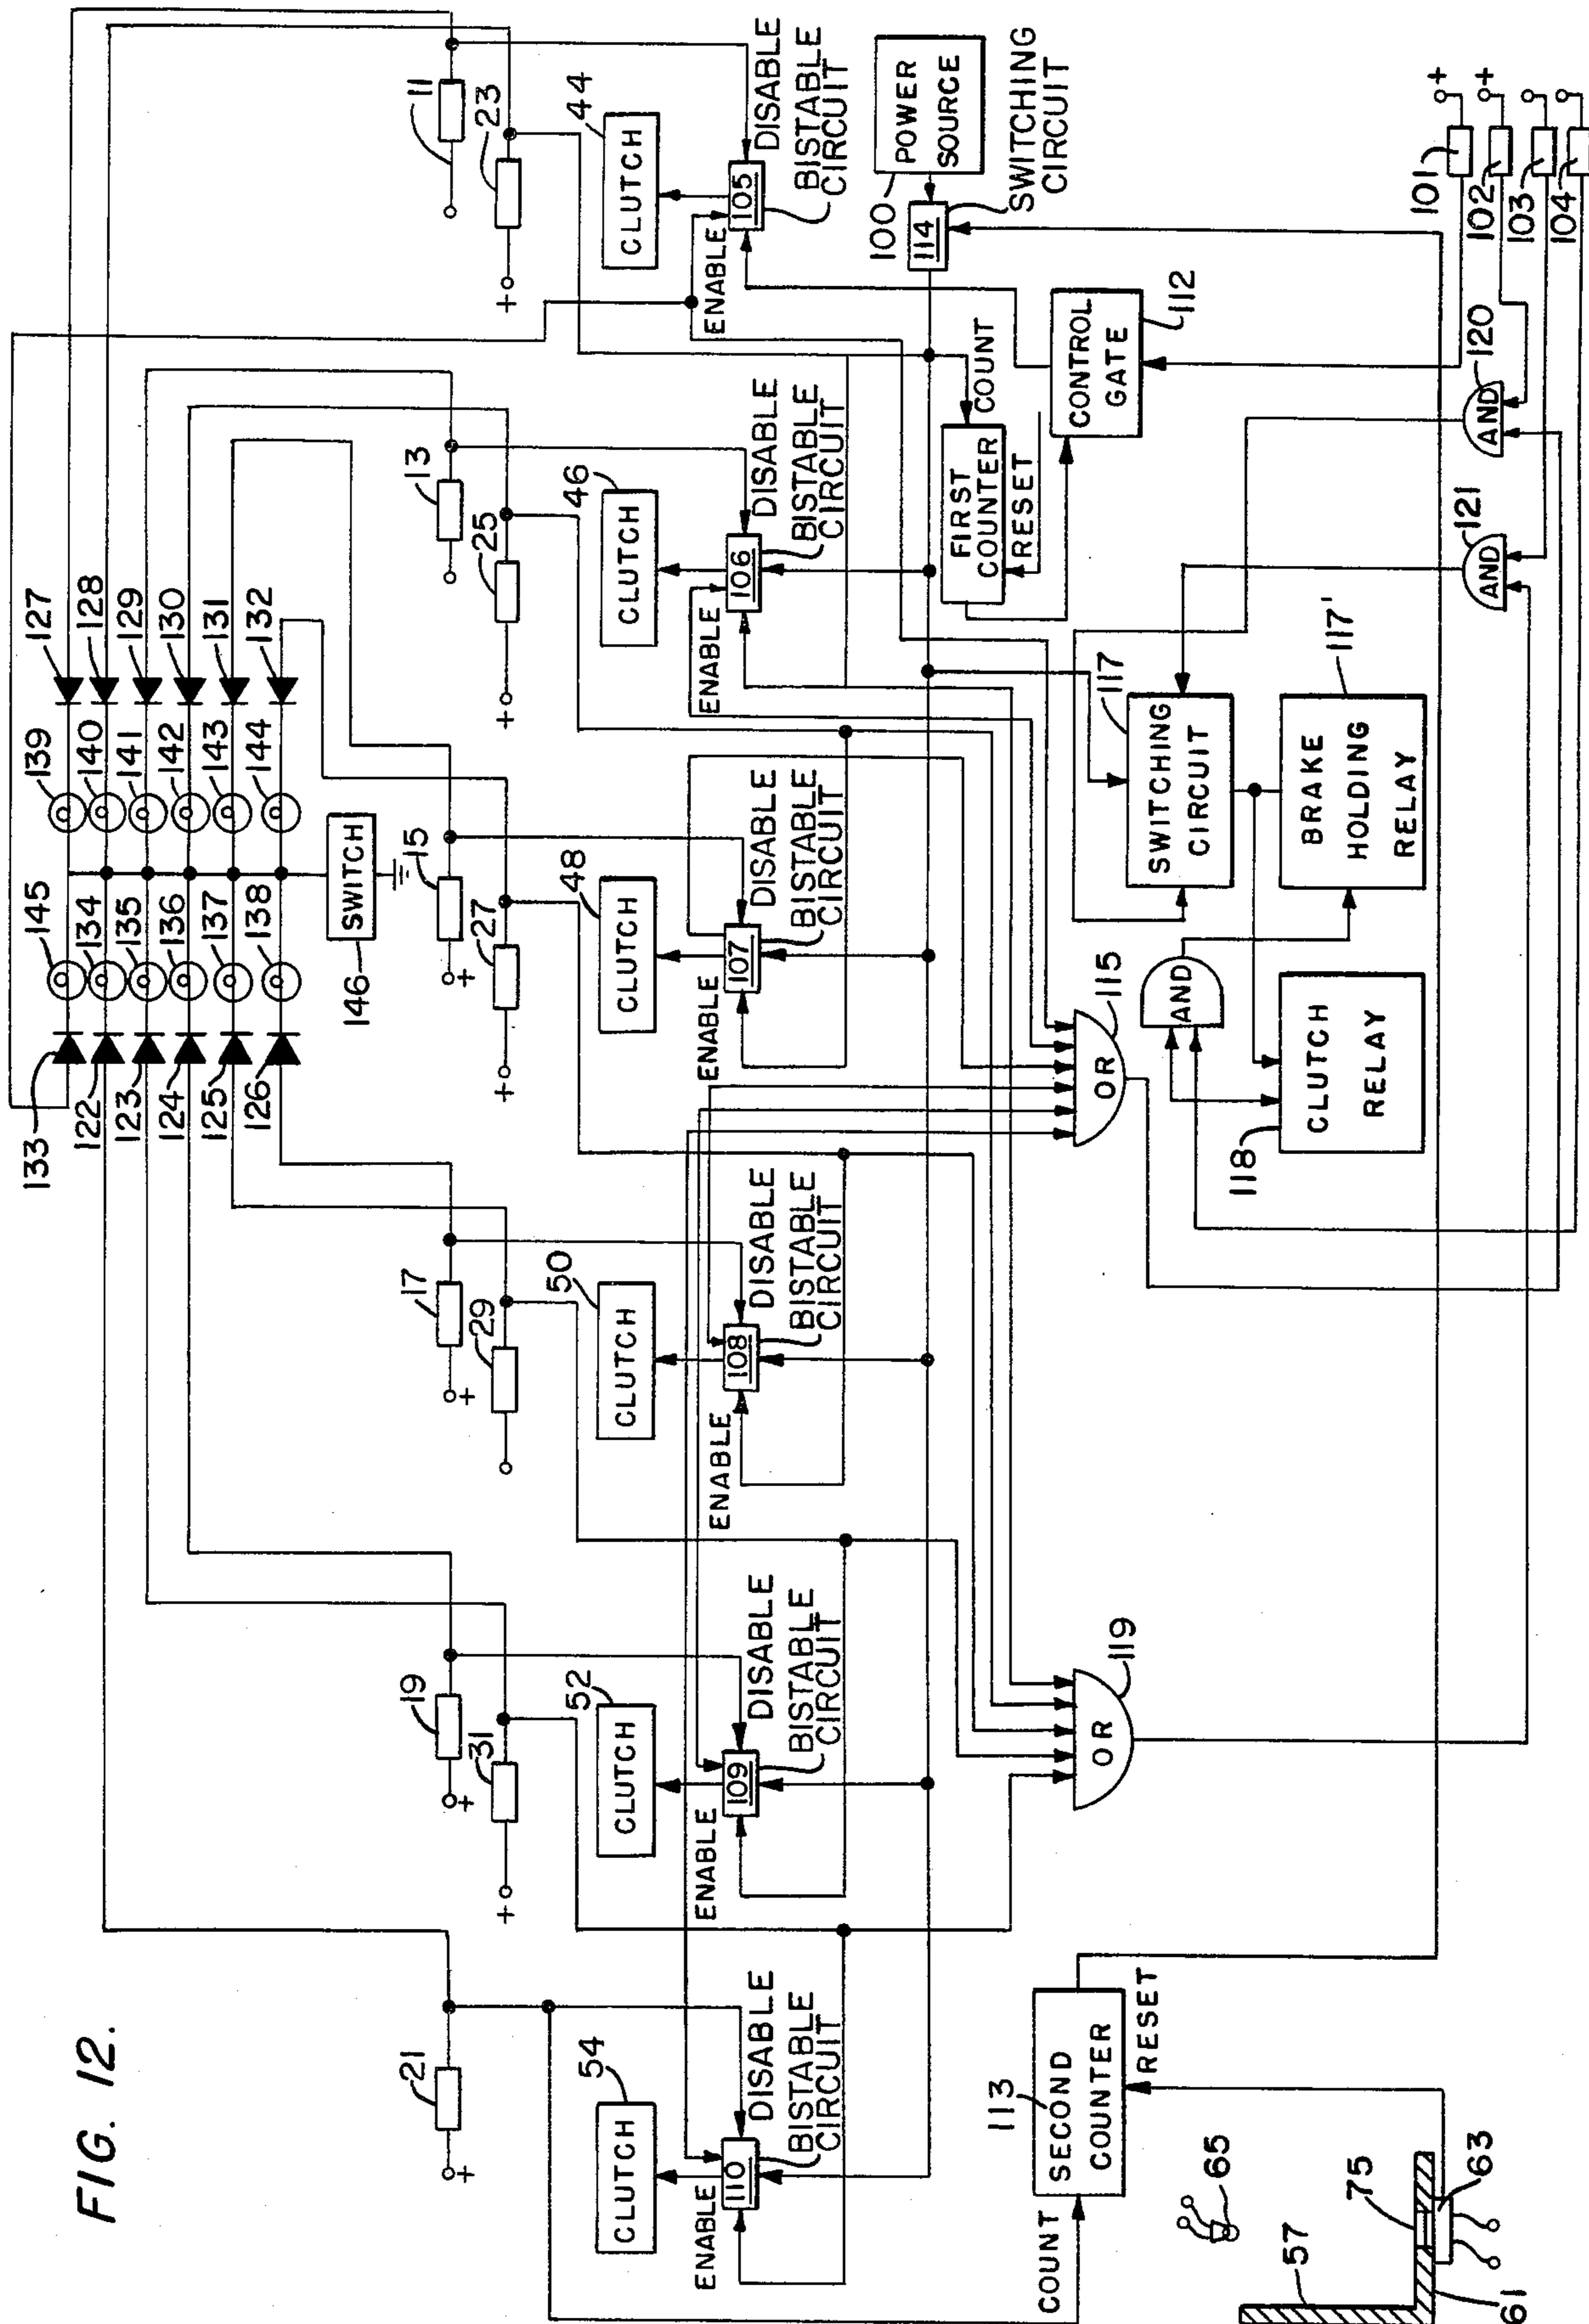 FIG. 12.
133
122
123
124
125
126
145
134
135
136
137
138
146
SWITCH
139
140
141
142
143
144
127
128
129
130
131
132
21
19
31
17
29
15
27
13
25
11
23
+
+
+
+
+
+
+
+
54
CLUTCH
52
CLUTCH
50
CLUTCH
48
CLUTCH
46
CLUTCH
44
CLUTCH
ENABLE
110
DISABLE
BISTABLE
CIRCUIT
ENABLE
109
DISABLE
BISTABLE
CIRCUIT
ENABLE
108
DISABLE
BISTABLE
CIRCUIT
ENABLE
107
DISABLE
BISTABLE
CIRCUIT
ENABLE
106
DISABLE
BISTABLE
CIRCUIT
ENABLE
105
DISABLE
BISTABLE
CIRCUIT
100
POWER
SOURCE
114
SWITCHING
CIRCUIT
FIRST
COUNTER
COUNT
RESET
CONTROL
GATE
112
113
SECOND
COUNTER
COUNT
RESET
OR
119
OR
115
117
SWITCHING
CIRCUIT
117'
BRAKE
HOLDING
RELAY
AND
118
CLUTCH
RELAY
AND
121
AND
120
101
+
102
+
103
104
65
57
75
63
61